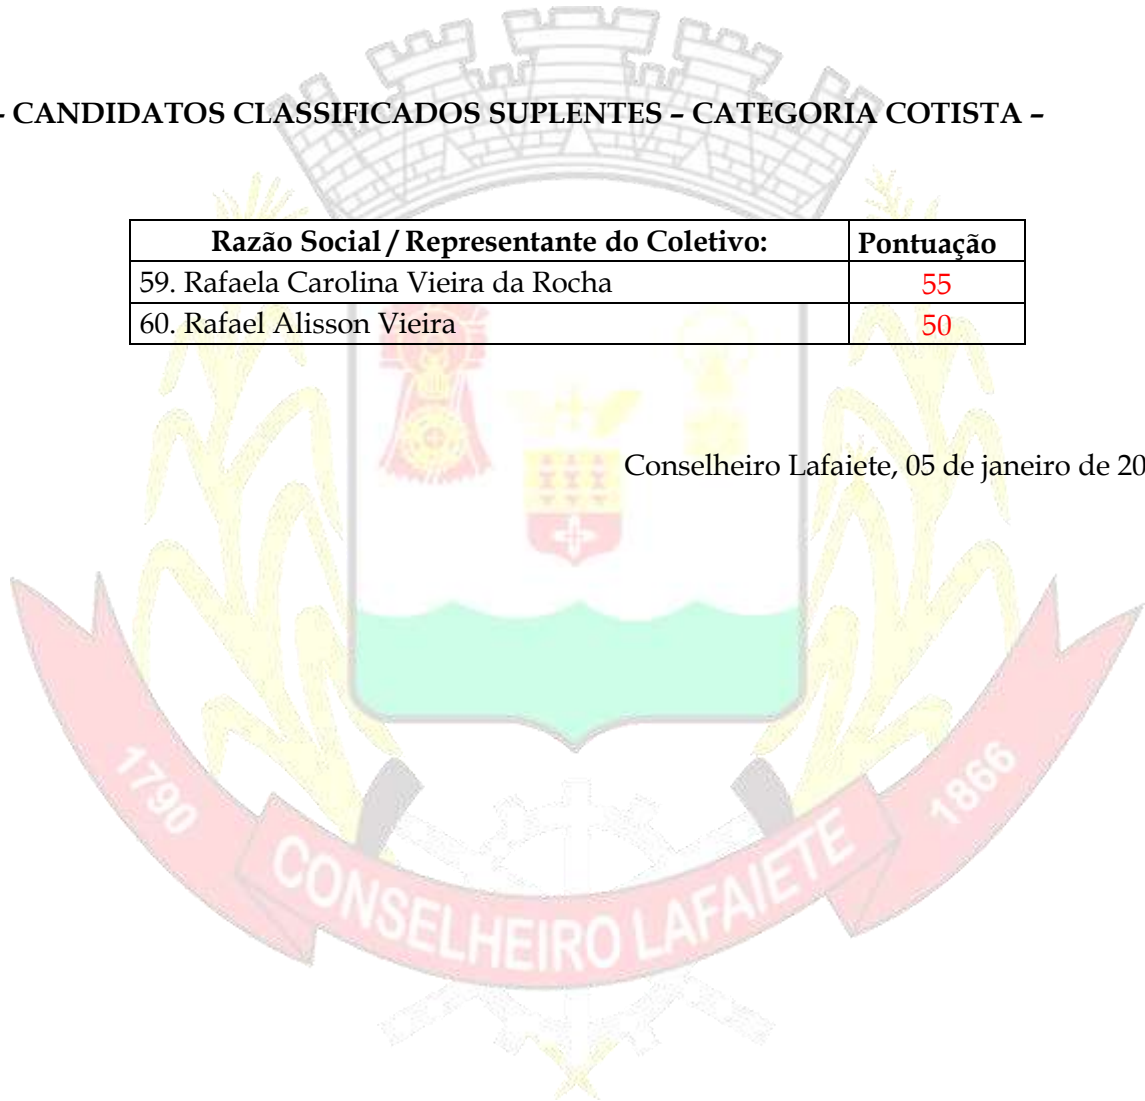 - CANDIDATOS CLASSIFICADOS SUPLENTES – CATEGORIA COTISTA –
Razão Social / Representante do Coletivo: Pontuação
59. Rafaela Carolina Vieira da Rocha 55
60. Rafael Alisson Vieira 50
Conselheiro Lafaiete, 05 de janeiro de 20
1790 CONSELHEIRO LAFAIETE 1866